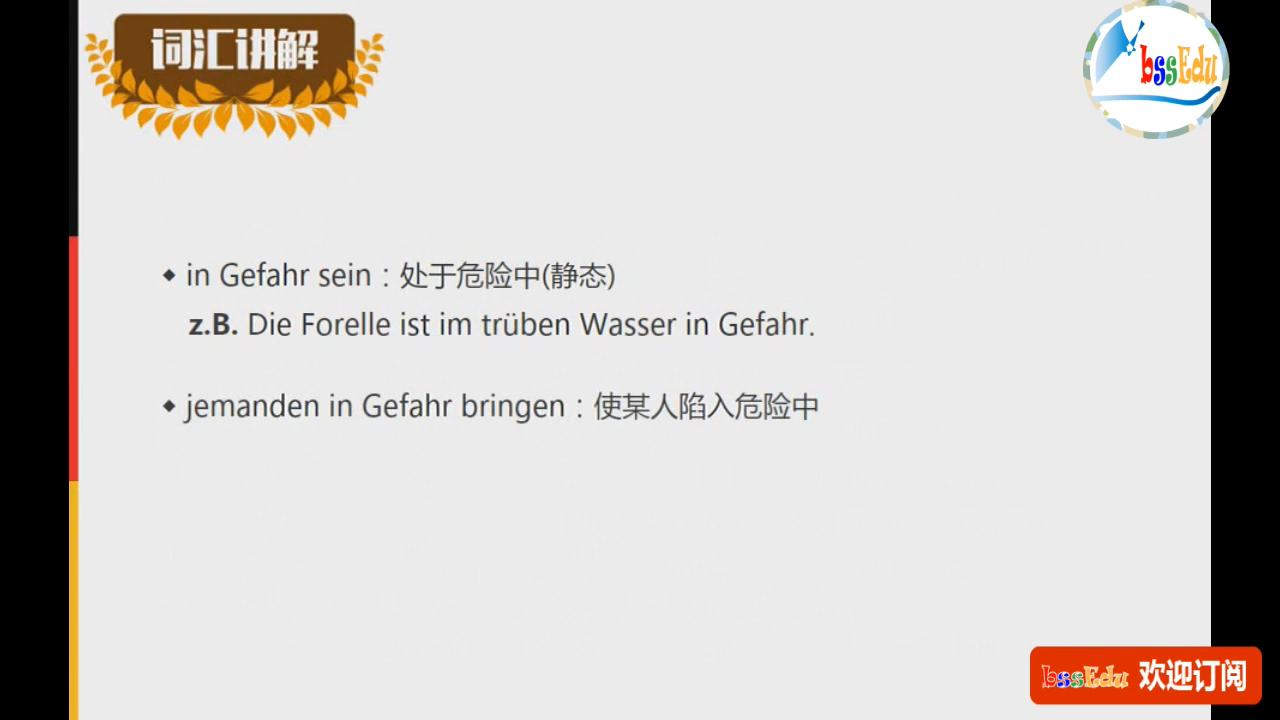 词汇讲解
bssEdu
◆ in Gefahr sein：处于危险中(静态)
z.B. Die Forelle ist im trüben Wasser in Gefahr.
◆ jemanden in Gefahr bringen：使某人陷入危险中
bssEdu 欢迎订阅